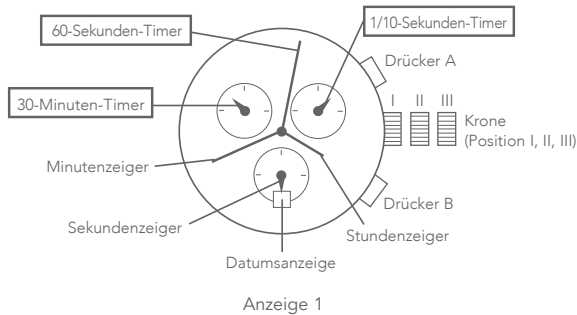 60-Sekunden-Timer
1/10-Sekunden-Timer
Drücker A
30-Minuten-Timer
I II III
Krone
(Position I, II, III)
Minutenzeiger
Drücker B
Sekundenzeiger
Stundenzeiger
Datumsanzeige
Anzeige 1